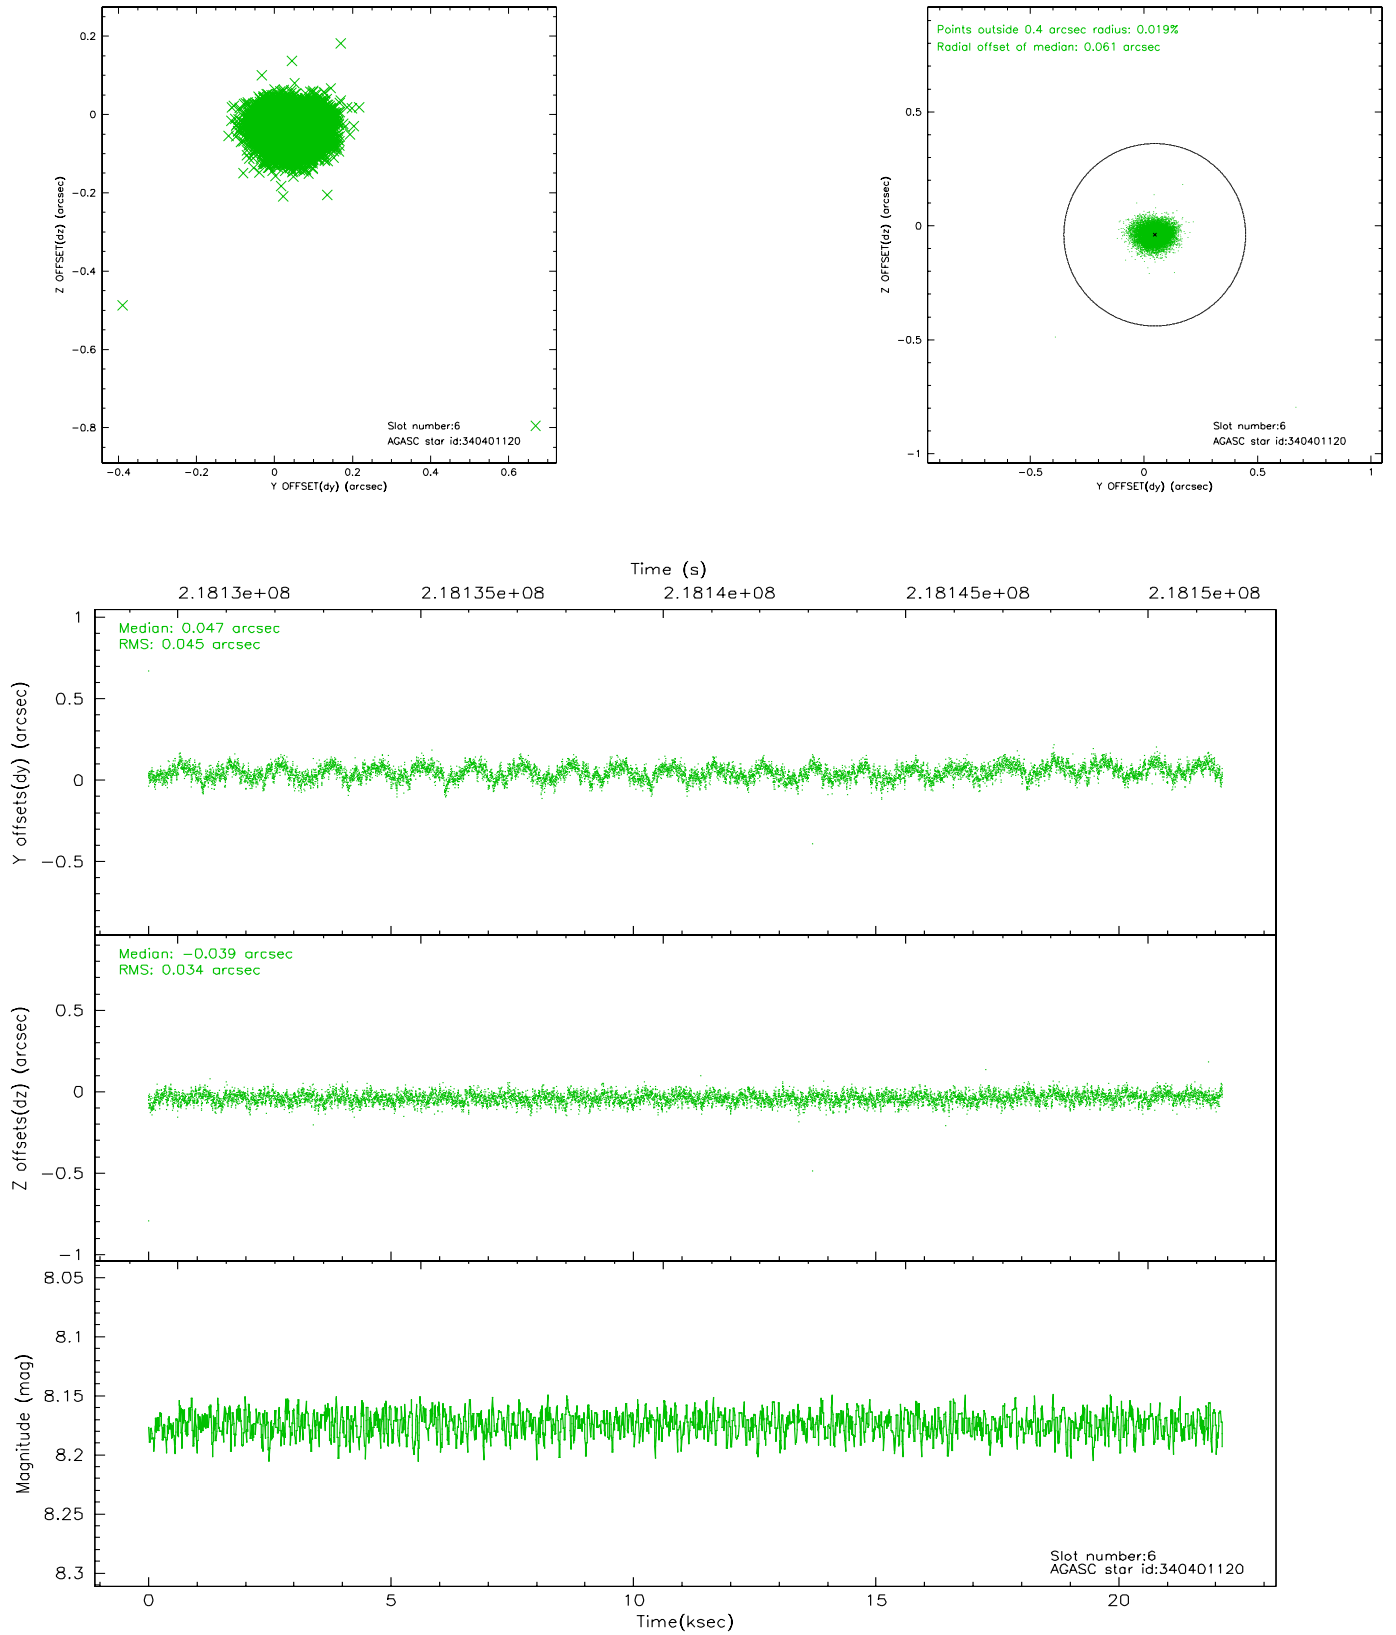 0.2
0
-0.2
-0.4
-0.6
-0.8
Z OFFSET(dz) (arcsec)
Slot number:6
AGASC star id:340401120
-0.4 -0.2 0 0.2 0.4 0.6
Y OFFSET(dy) (arcsec)
Points outside 0.4 arcsec radius: 0.019%
Radial offset of median: 0.061 arcsec
0.5
0
-0.5
-1
Z OFFSET(dz) (arcsec)
Slot number:6
AGASC star id:340401120
-0.5 0 0.5 1
Y OFFSET(dy) (arcsec)
Time (s)
2.1813e+08 2.18135e+08 2.1814e+08 2.18145e+08 2.1815e+08
Median: 0.047 arcsec
RMS: 0.045 arcsec
1
0.5
0
-0.5
Y offsets(dy) (arcsec)
Median: -0.039 arcsec
RMS: 0.034 arcsec
0.5
0
-0.5
-1
Z offsets(dz) (arcsec)
8.05
8.1
8.15
8.2
8.25
8.3
Magnitude (mag)
Slot number:6
AGASC star id:340401120
0 5 10 15 20
Time(ksec)